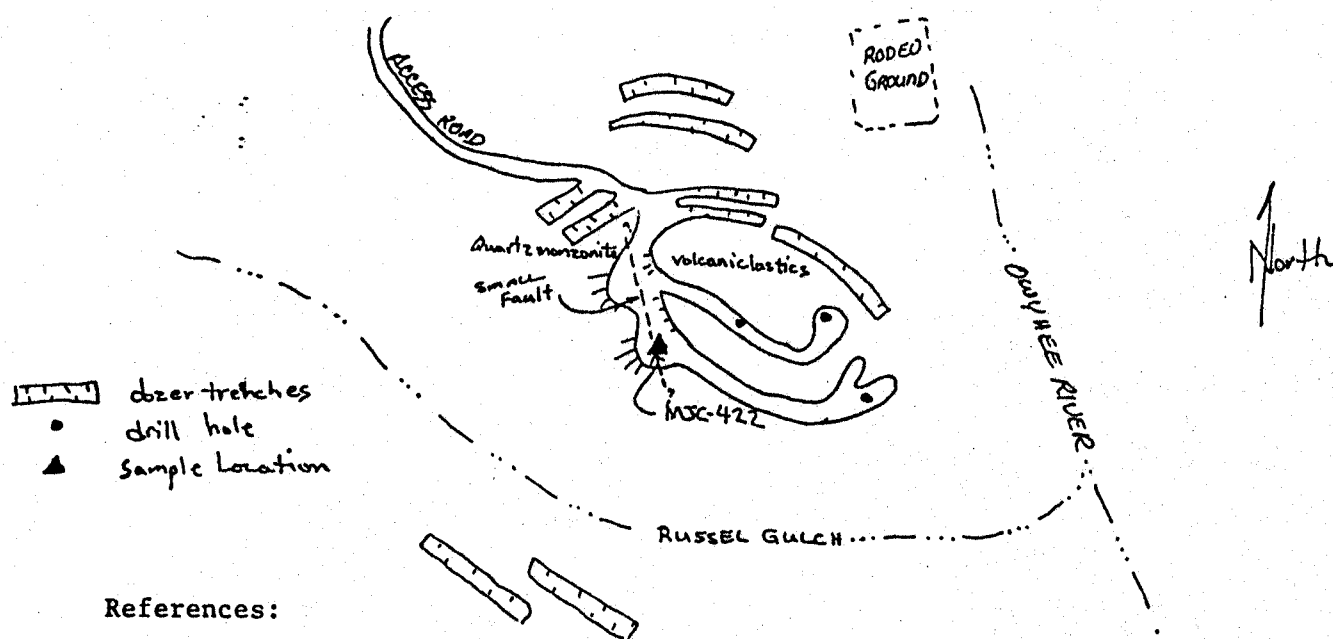 RODEO
GROUND
ACCESS ROAD
Quartz monzonite
volcaniclastics
small
Fault
North
OWYHEE RIVER
dozer trenches
drill hole
sample Location
MJC-422
RUSSEL GULCH
References: